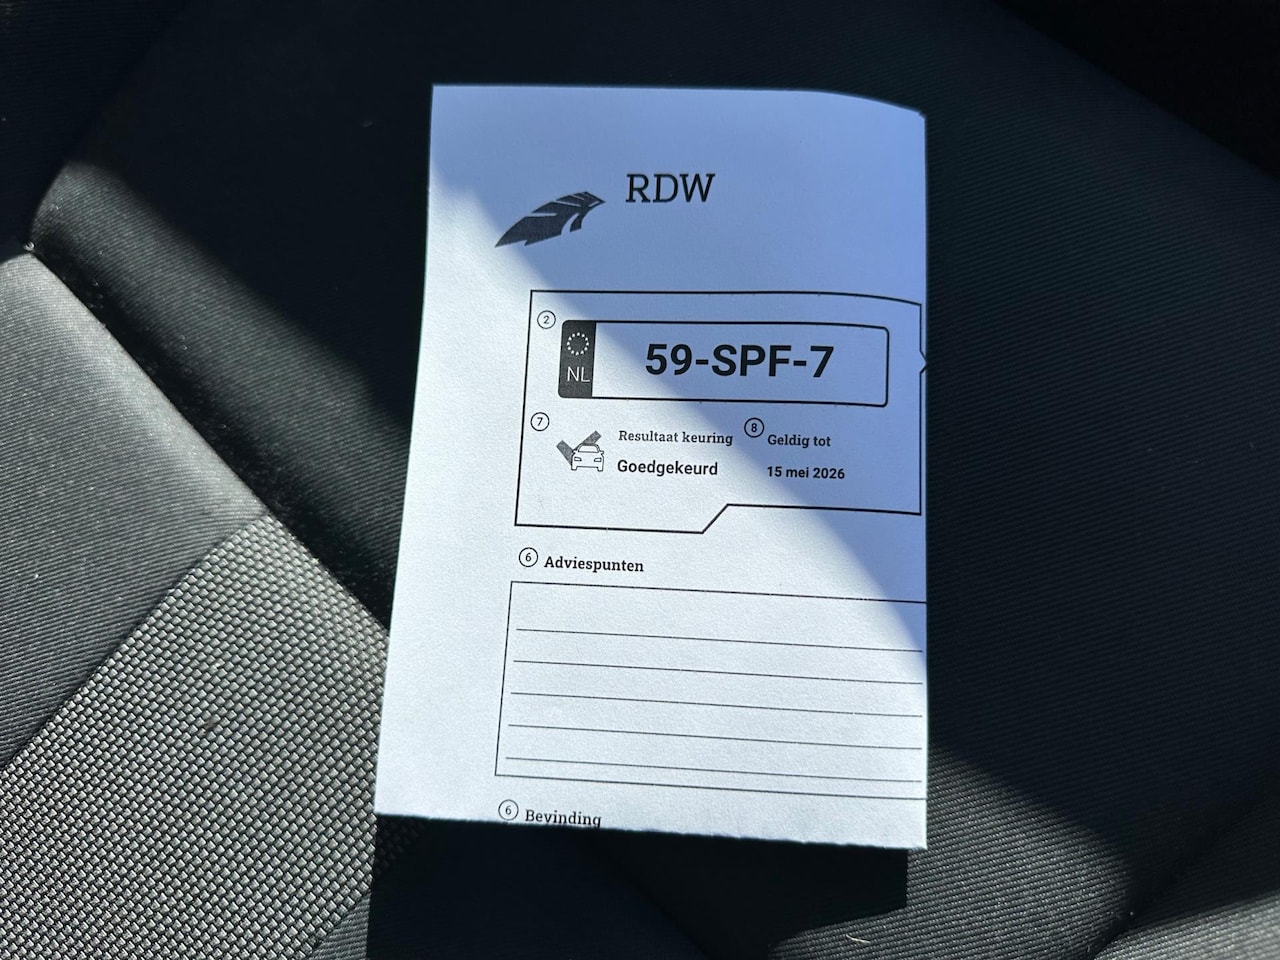 RDW
2
NL
59-SPF-7
7
Resultaat keuring
8
Geldig tot
Goedgekeurd
15 mei 2026
6 Adviespunten
6 Bevinding